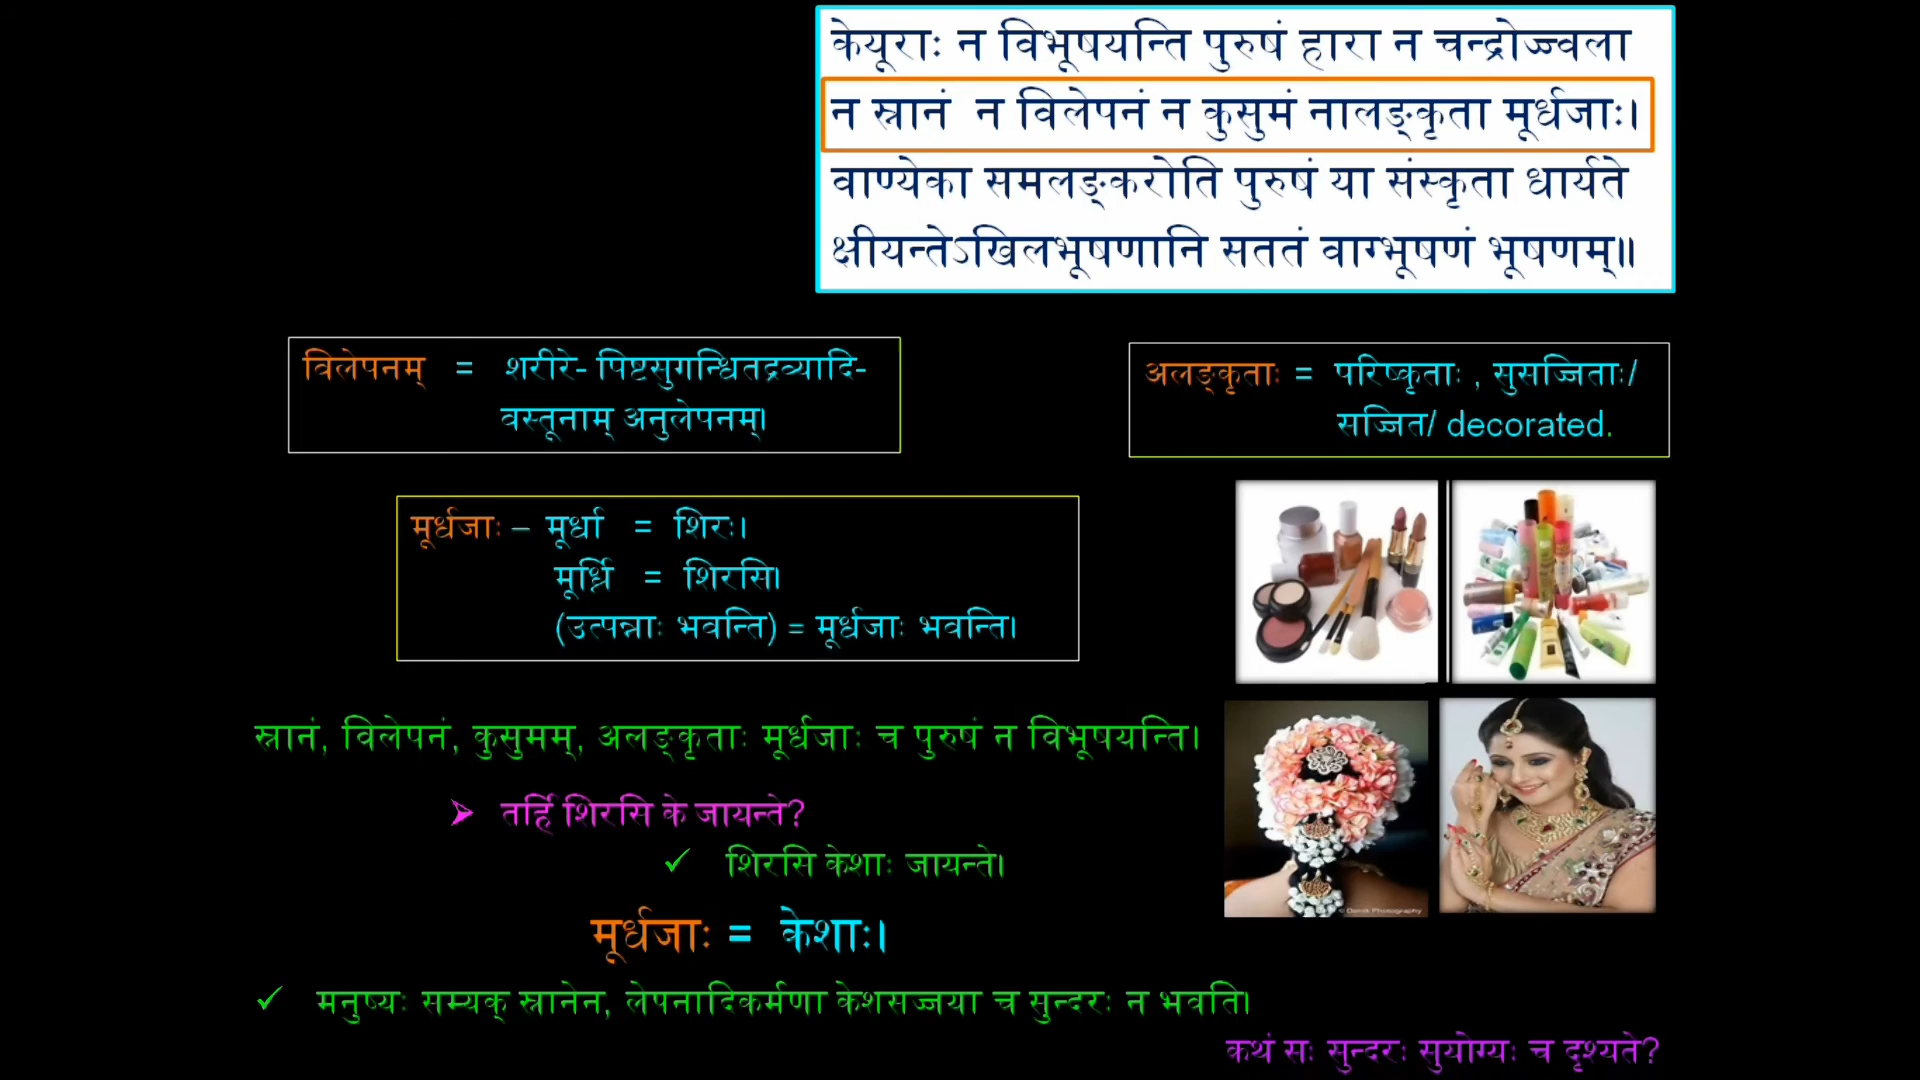 केयूराः न विभूषयन्ति पुरुषं हारा न चन्द्रोज्ज्वला
न स्नानं न विलेपनं न कुसुमं नालङ्कृता मूर्धजाः।
वाण्येका समलङ्करोति पुरुषं या संस्कृता धार्यते
क्षीयन्तेऽखिलभूषणानि सततं वाग्भूषणं भूषणम्॥
विलेपनम् = शरीरे- पिष्टसुगन्धितद्रव्यादि-
वस्तूनाम् अनुलेपनम्।
अलङ्कृताः = परिष्कृताः , सुसज्जिताः/
सज्जित/ decorated.
मूर्धजाः – मूर्धा = शिरः।
मूर्ध्नि = शिरसि।
(उत्पन्नाः भवन्ति) = मूर्धजाः भवन्ति।
स्नानं, विलेपनं, कुसुमम्, अलङ्कृताः मूर्धजाः च पुरुषं न विभूषयन्ति।
➢ तर्हि शिरसि के जायन्ते?
✓ शिरसि केशाः जायन्ते।
मूर्धजाः = केशाः।
✓ मनुष्यः सम्यक् स्नानेन, लेपनादिकर्मणा केशसज्जया च सुन्दरः न भवति।
कथं सः सुन्दरः सुयोग्यः च दृश्यते?